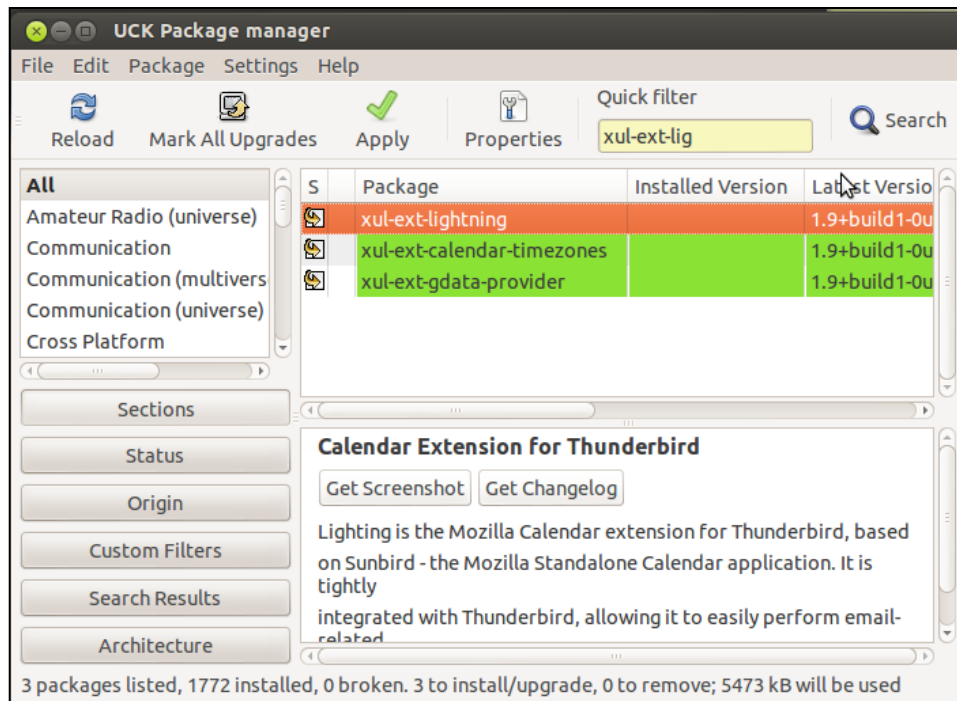 UCK Package manager
File Edit Package Settings Help
Reload
Mark All Upgrades
Apply
Properties
Quick filter
xul-ext-lig
Search
All
Amateur Radio (universe)
Communication
Communication (multivers
Communication (universe)
Cross Platform
Sections
Status
Origin
Custom Filters
Search Results
Architecture
S Package Installed Version Latest Versio
xul-ext-lightning 1.9+build1-0u
xul-ext-calendar-timezones 1.9+build1-0u
xul-ext-gdata-provider 1.9+build1-0u
Calendar Extension for Thunderbird
Get Screenshot Get Changelog
Lighting is the Mozilla Calendar extension for Thunderbird, based
on Sunbird - the Mozilla Standalone Calendar application. It is
tightly
integrated with Thunderbird, allowing it to easily perform email-
related
3 packages listed, 1772 installed, 0 broken. 3 to install/upgrade, 0 to remove; 5473 kB will be used